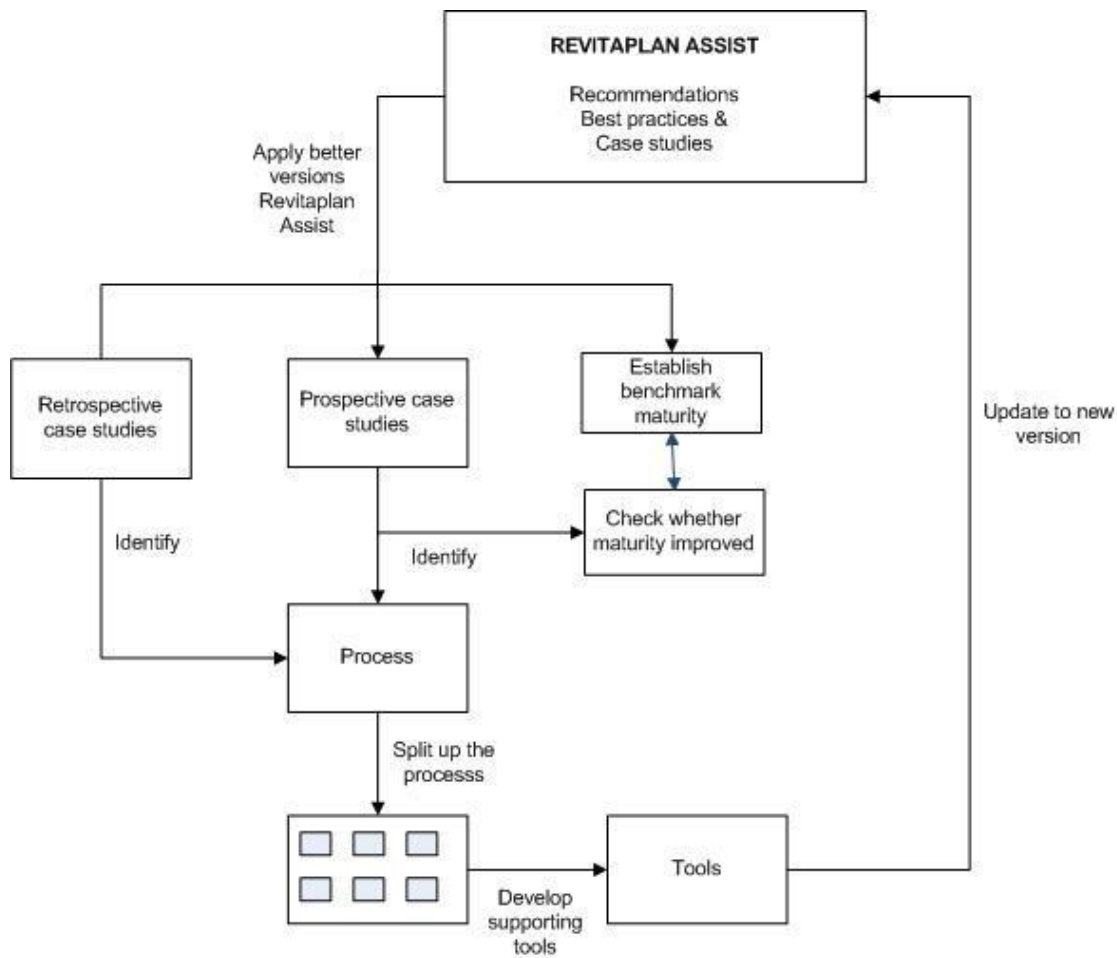 REVITAPLAN ASSIST
Recommendations
Best practices &
Case studies
Apply better
versions
Revitaplan
Assist
Retrospective
case studies
Prospective case
studies
Establish
benchmark
maturity
Update to new
version
Identify
Identify
Check whether
maturity improved
Process
Split up the
processs
Tools
Develop
supporting
tools